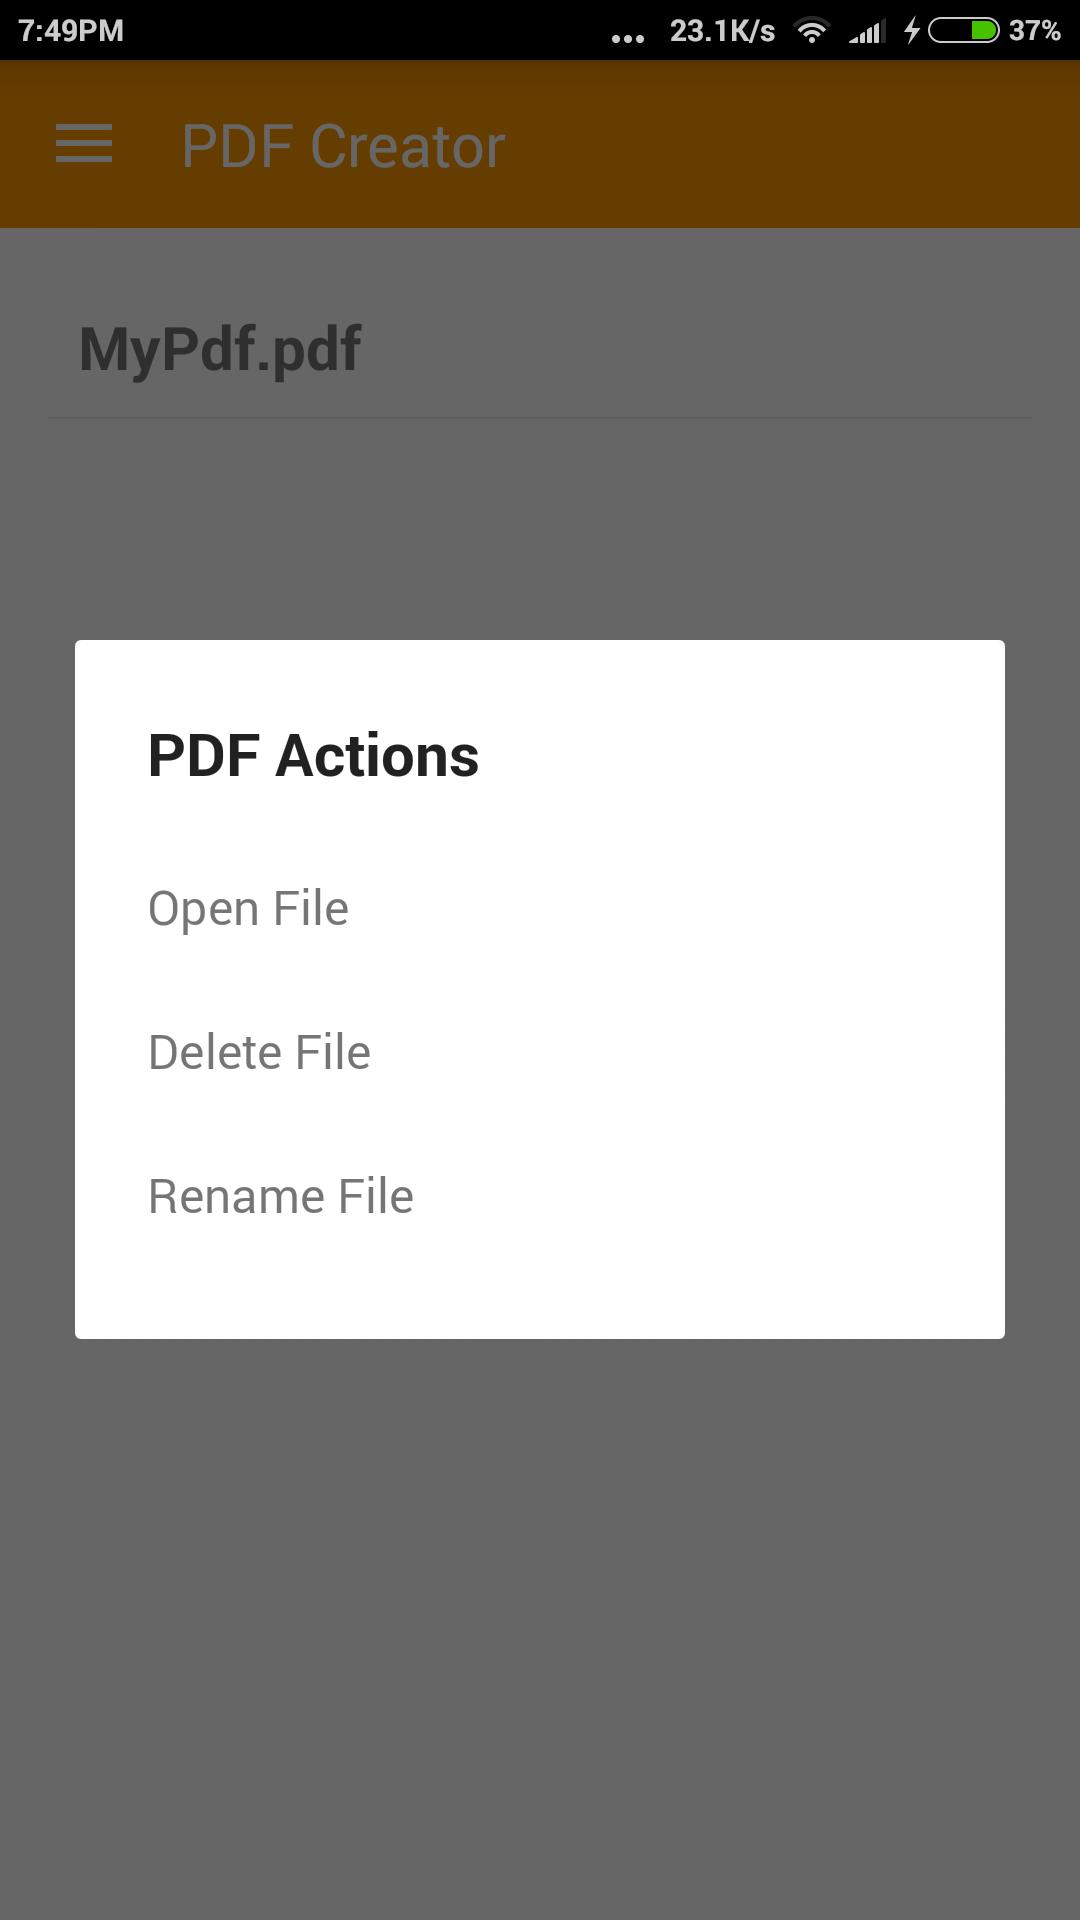 7:49PM ... 23.1K/s 37%
PDF Creator
MyPdf.pdf
PDF Actions
Open File
Delete File
Rename File